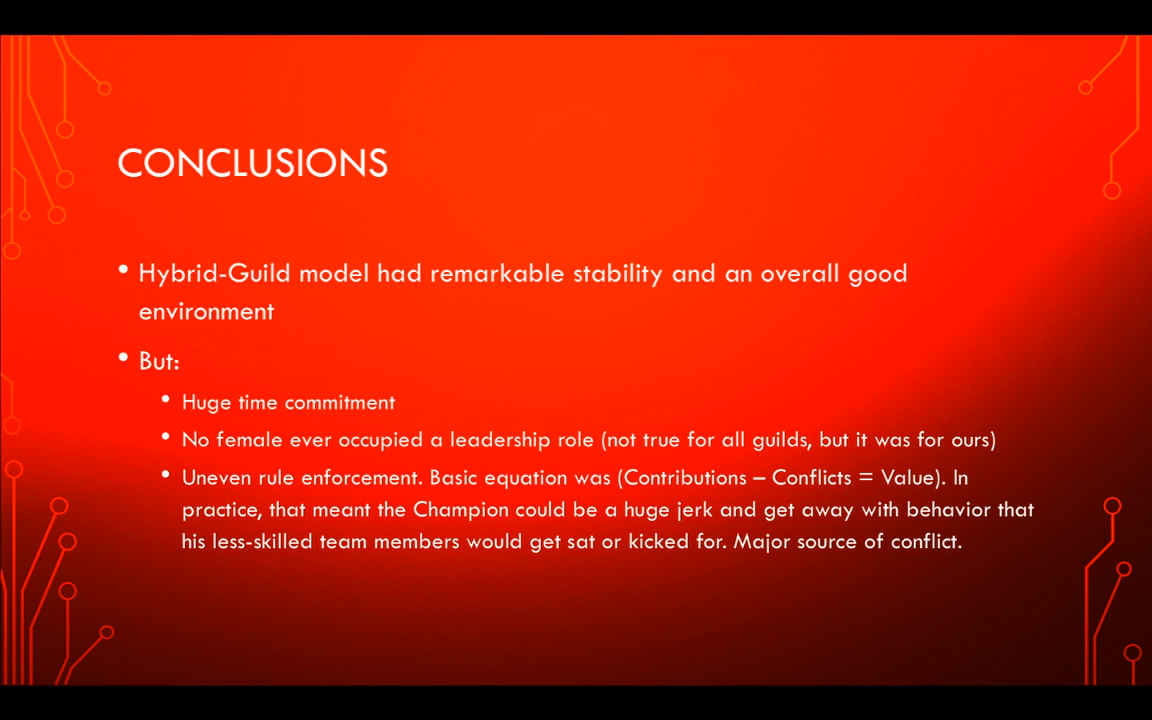 CONCLUSIONS
• Hybrid-Guild model had remarkable stability and an overall good
environment
• But:
• Huge time commitment
• No female ever occupied a leadership role (not true for all guilds, but it was for ours)
• Uneven rule enforcement. Basic equation was (Contributions – Conflicts = Value). In
practice, that meant the Champion could be a huge jerk and get away with behavior that
his less-skilled team members would get sat or kicked for. Major source of conflict.